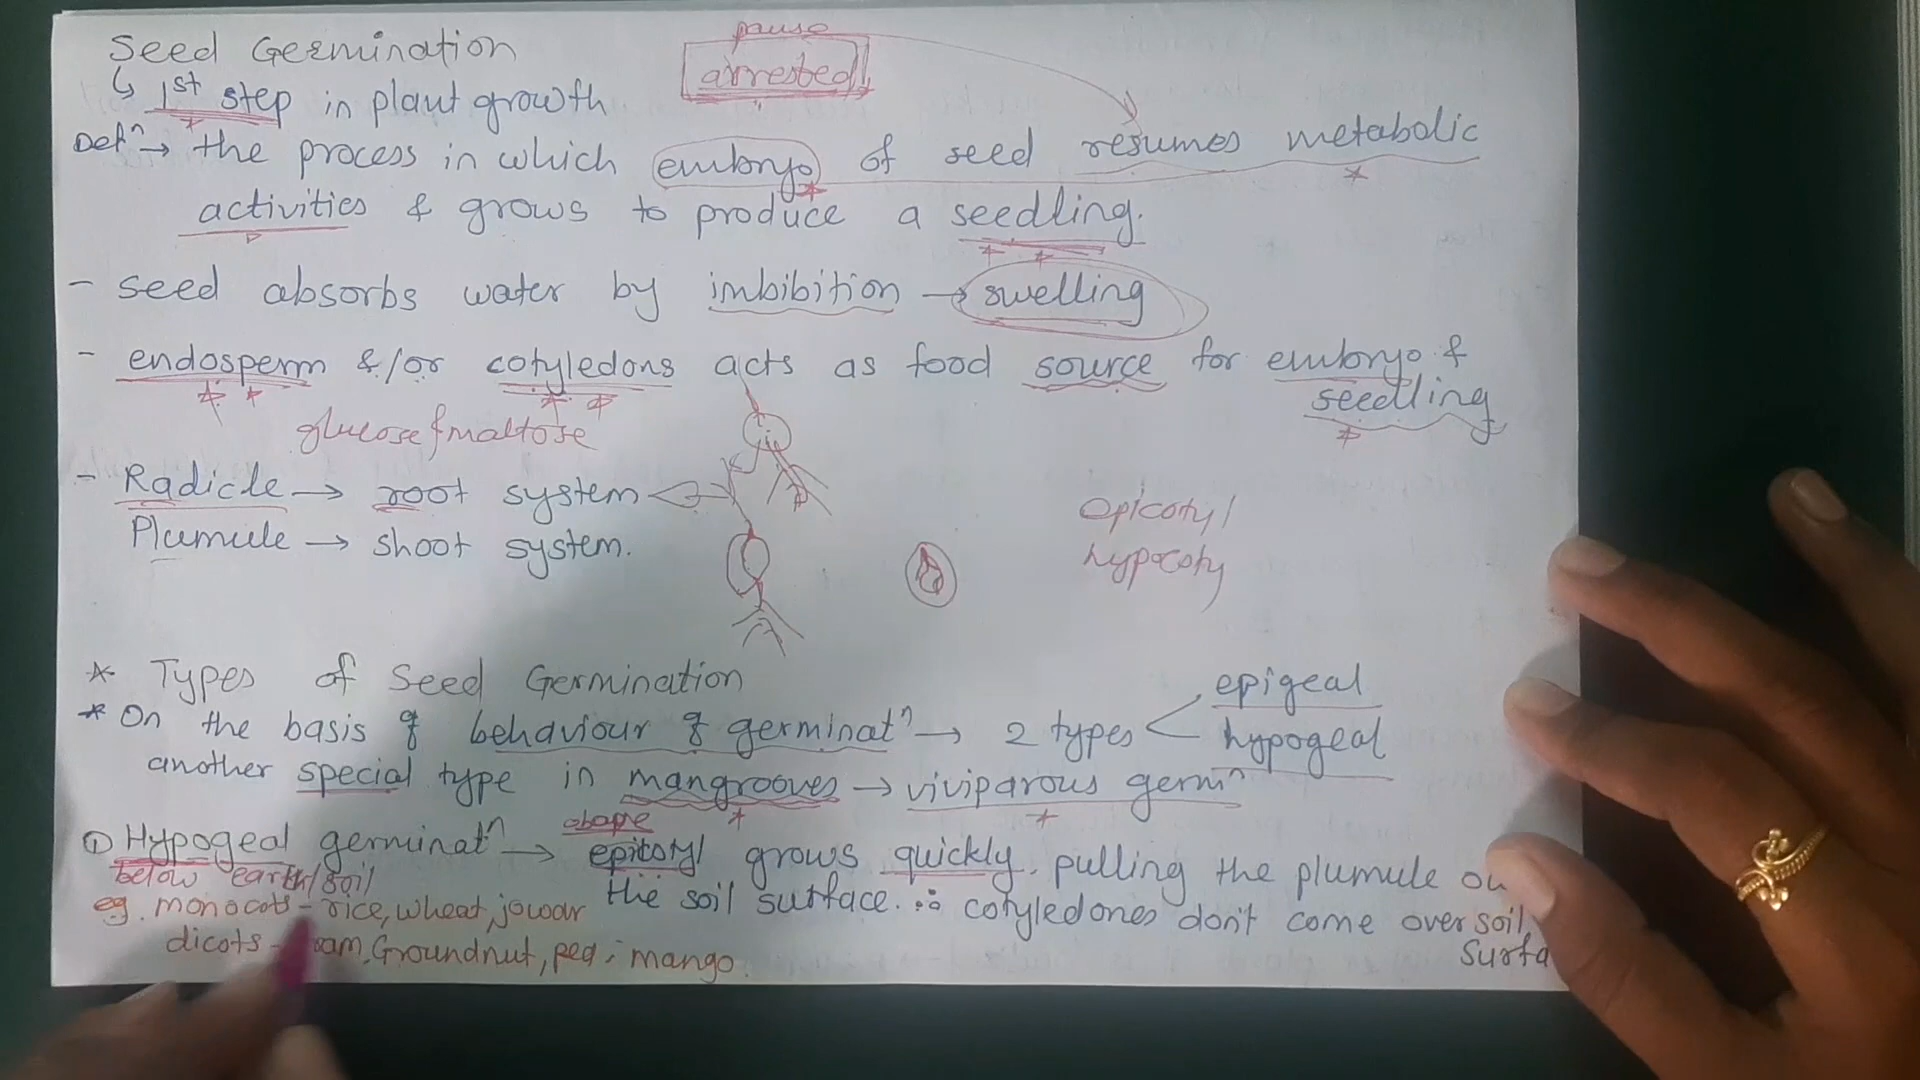 Seed Germination
pause
arrested
↳ 1st step in plant growth
Defn → the process in which embryo of seed resumes metabolic
activities & grows to produce a seedling.
- seed absorbs water by imbibition → swelling
- endosperm &/or cotyledons acts as food source for embryo &
seedling
glucose & maltose
- Radicle → root system
Plumule → shoot system.
Epicotyl
hypocoty
* Types of Seed Germination
* On the basis of behaviour of germinatn → 2 types < epigeal
hypogeal
another special type in mangrooves → viviparous germn
above
① Hypogeal germinatn → epicotyl grows quickly pulling the plumule
below earth/soil
the soil surface. ∴ cotyledones don't come over soil
eg. monocots - rice, wheat, jowar
dicots - Groundnut, pea, mango.